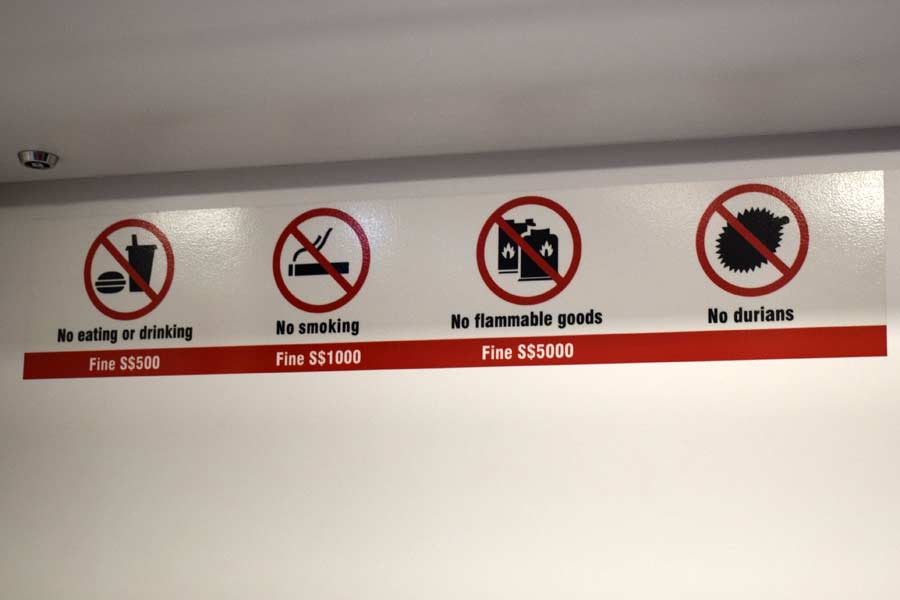 No eating or drinking
Fine S$500
No smoking
Fine S$1000
No flammable goods
Fine S$5000
No durians